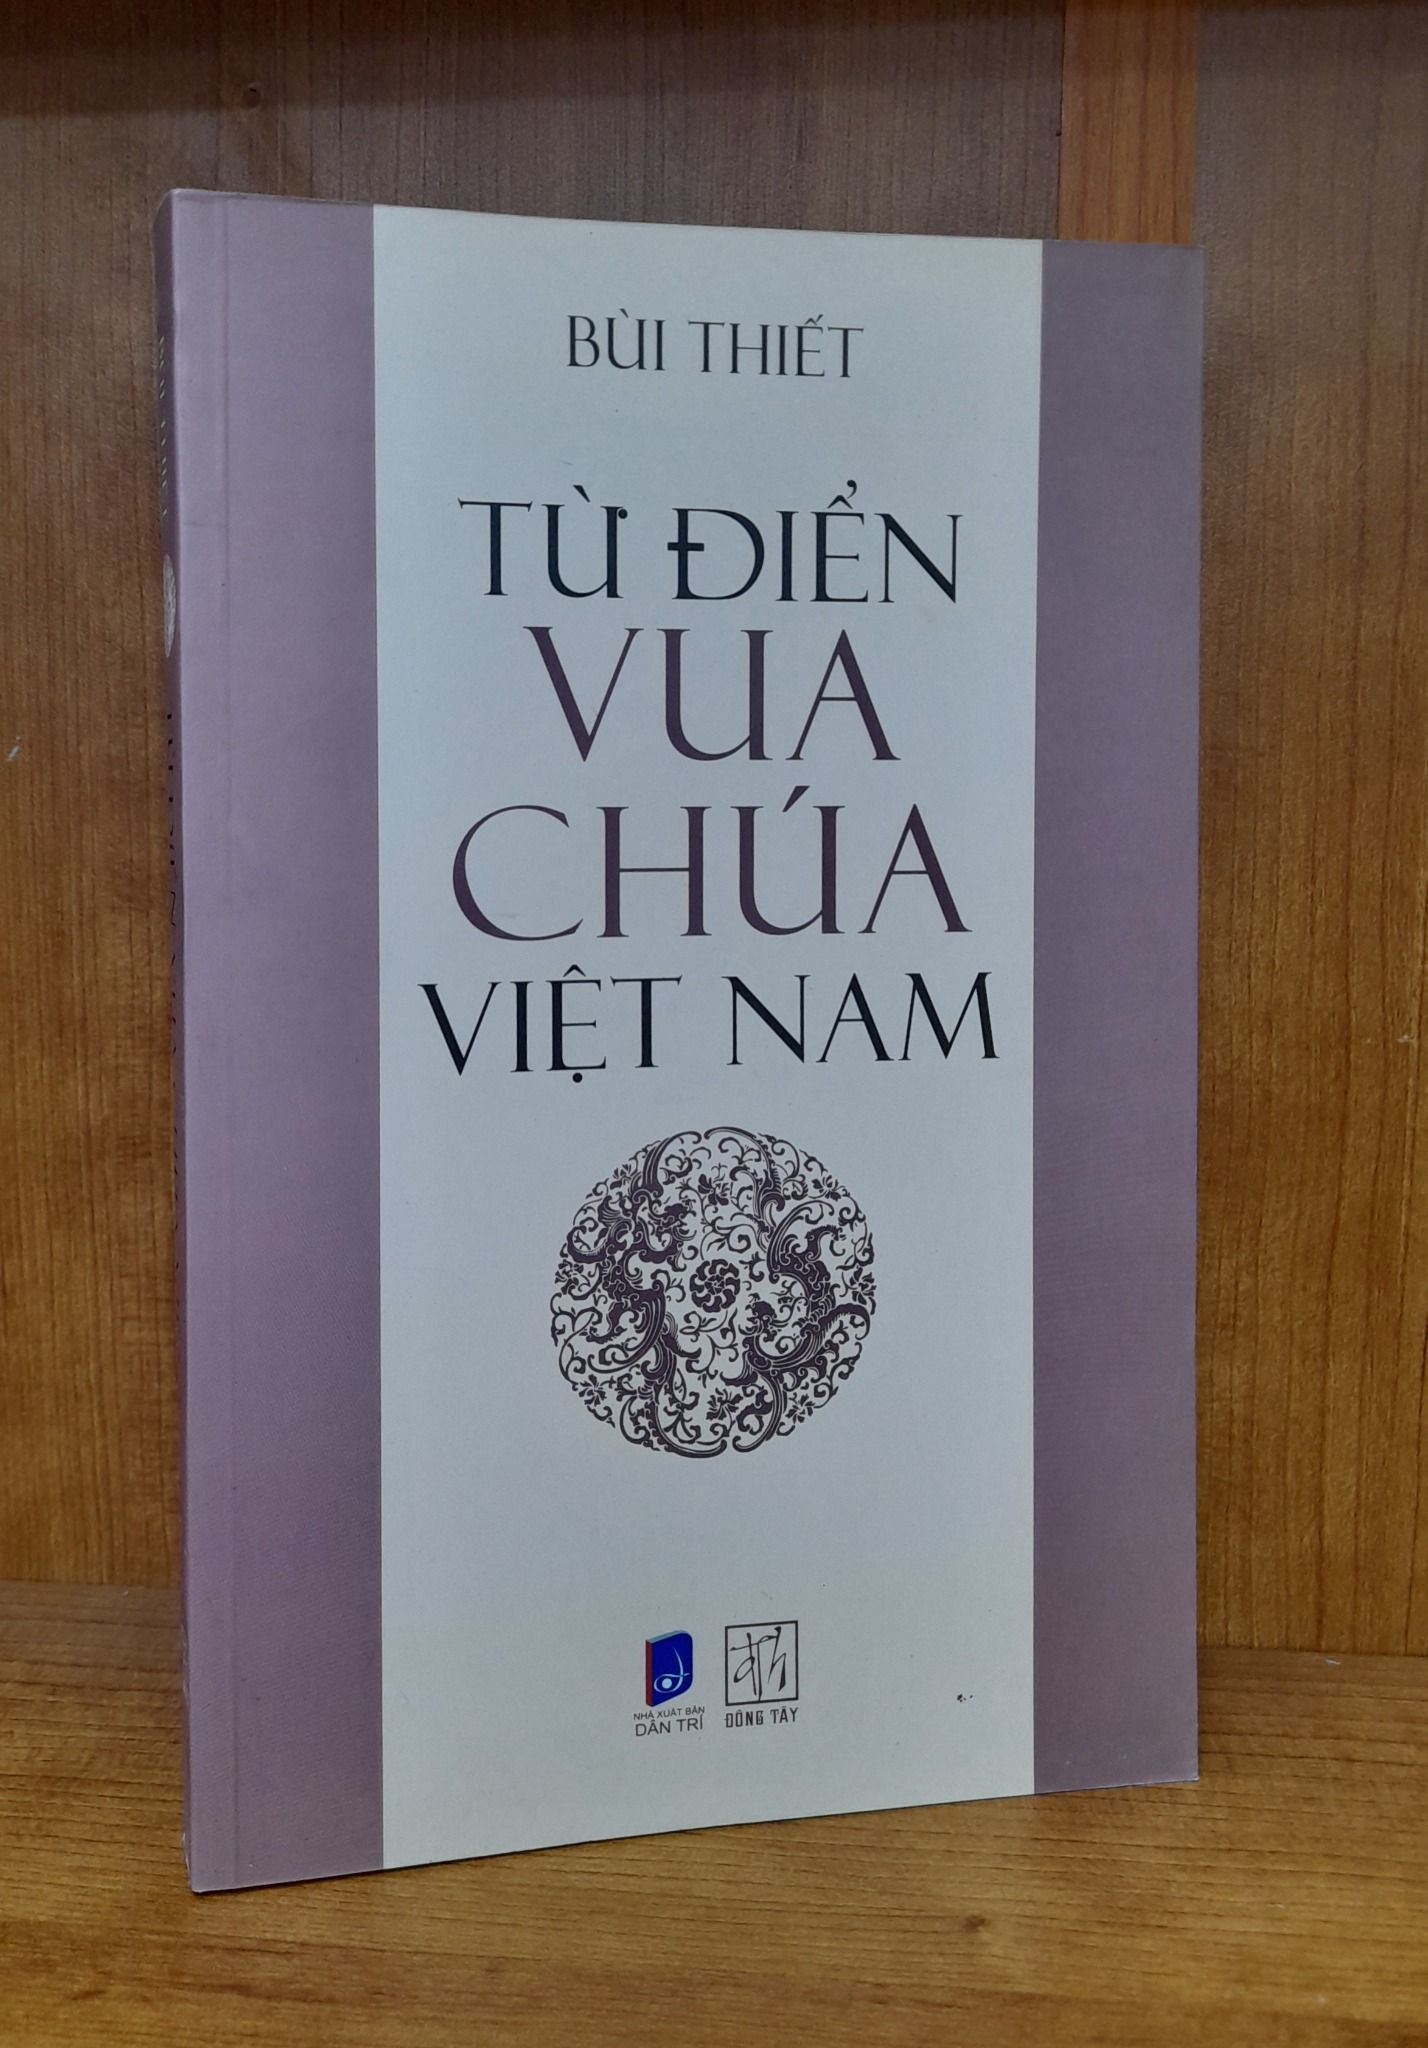 BÙI THIẾT
TỪ ĐIỂN
VUA
CHÚA
VIỆT NAM
NHÀ XUẤT BẢN
DÂN TRÍ
ĐÔNG TÂY